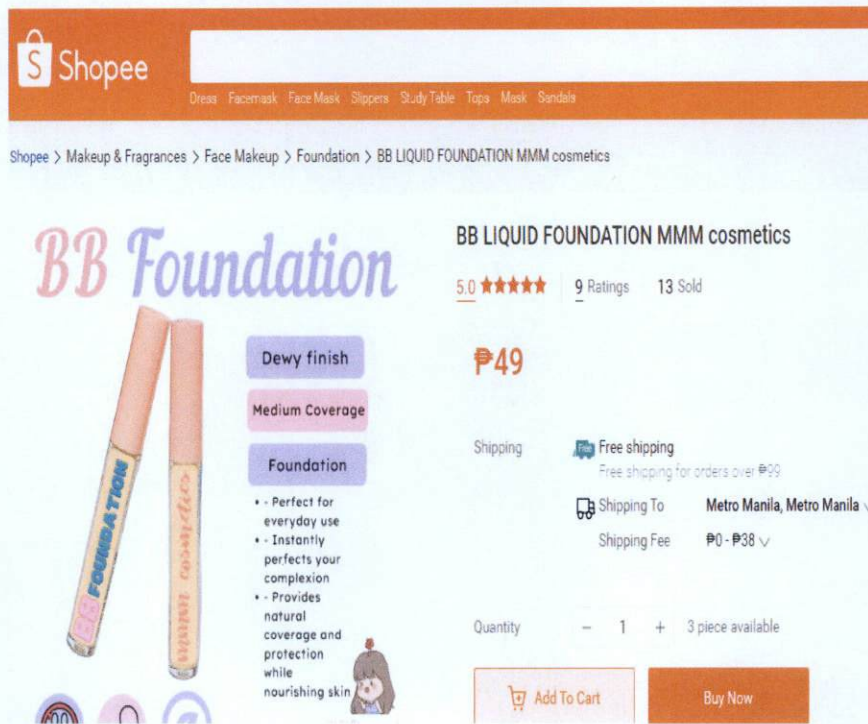 Shopee
Dress Facemask Face Mask Slippers Study Table Tops Mask Sandals
Shopee > Makeup & Fragrances > Face Makeup > Foundation > BB LIQUID FOUNDATION MMM cosmetics
BB Foundation
Dewy finish
Medium Coverage
Foundation
• - Perfect for
everyday use
• - Instantly
perfects your
complexion
• - Provides
natural
coverage and
protection
while
nourishing skin
BB FOUNDATION
mmm cosmetics
BB LIQUID FOUNDATION MMM cosmetics
5.0 ★★★★★ 9 Ratings 13 Sold
₱49
Shipping
Free Free shipping
Free shipping for orders over ₱99
Shipping To Metro Manila, Metro Manila
Shipping Fee ₱0 - ₱38
Quantity − 1 + 3 piece available
Add To Cart Buy Now